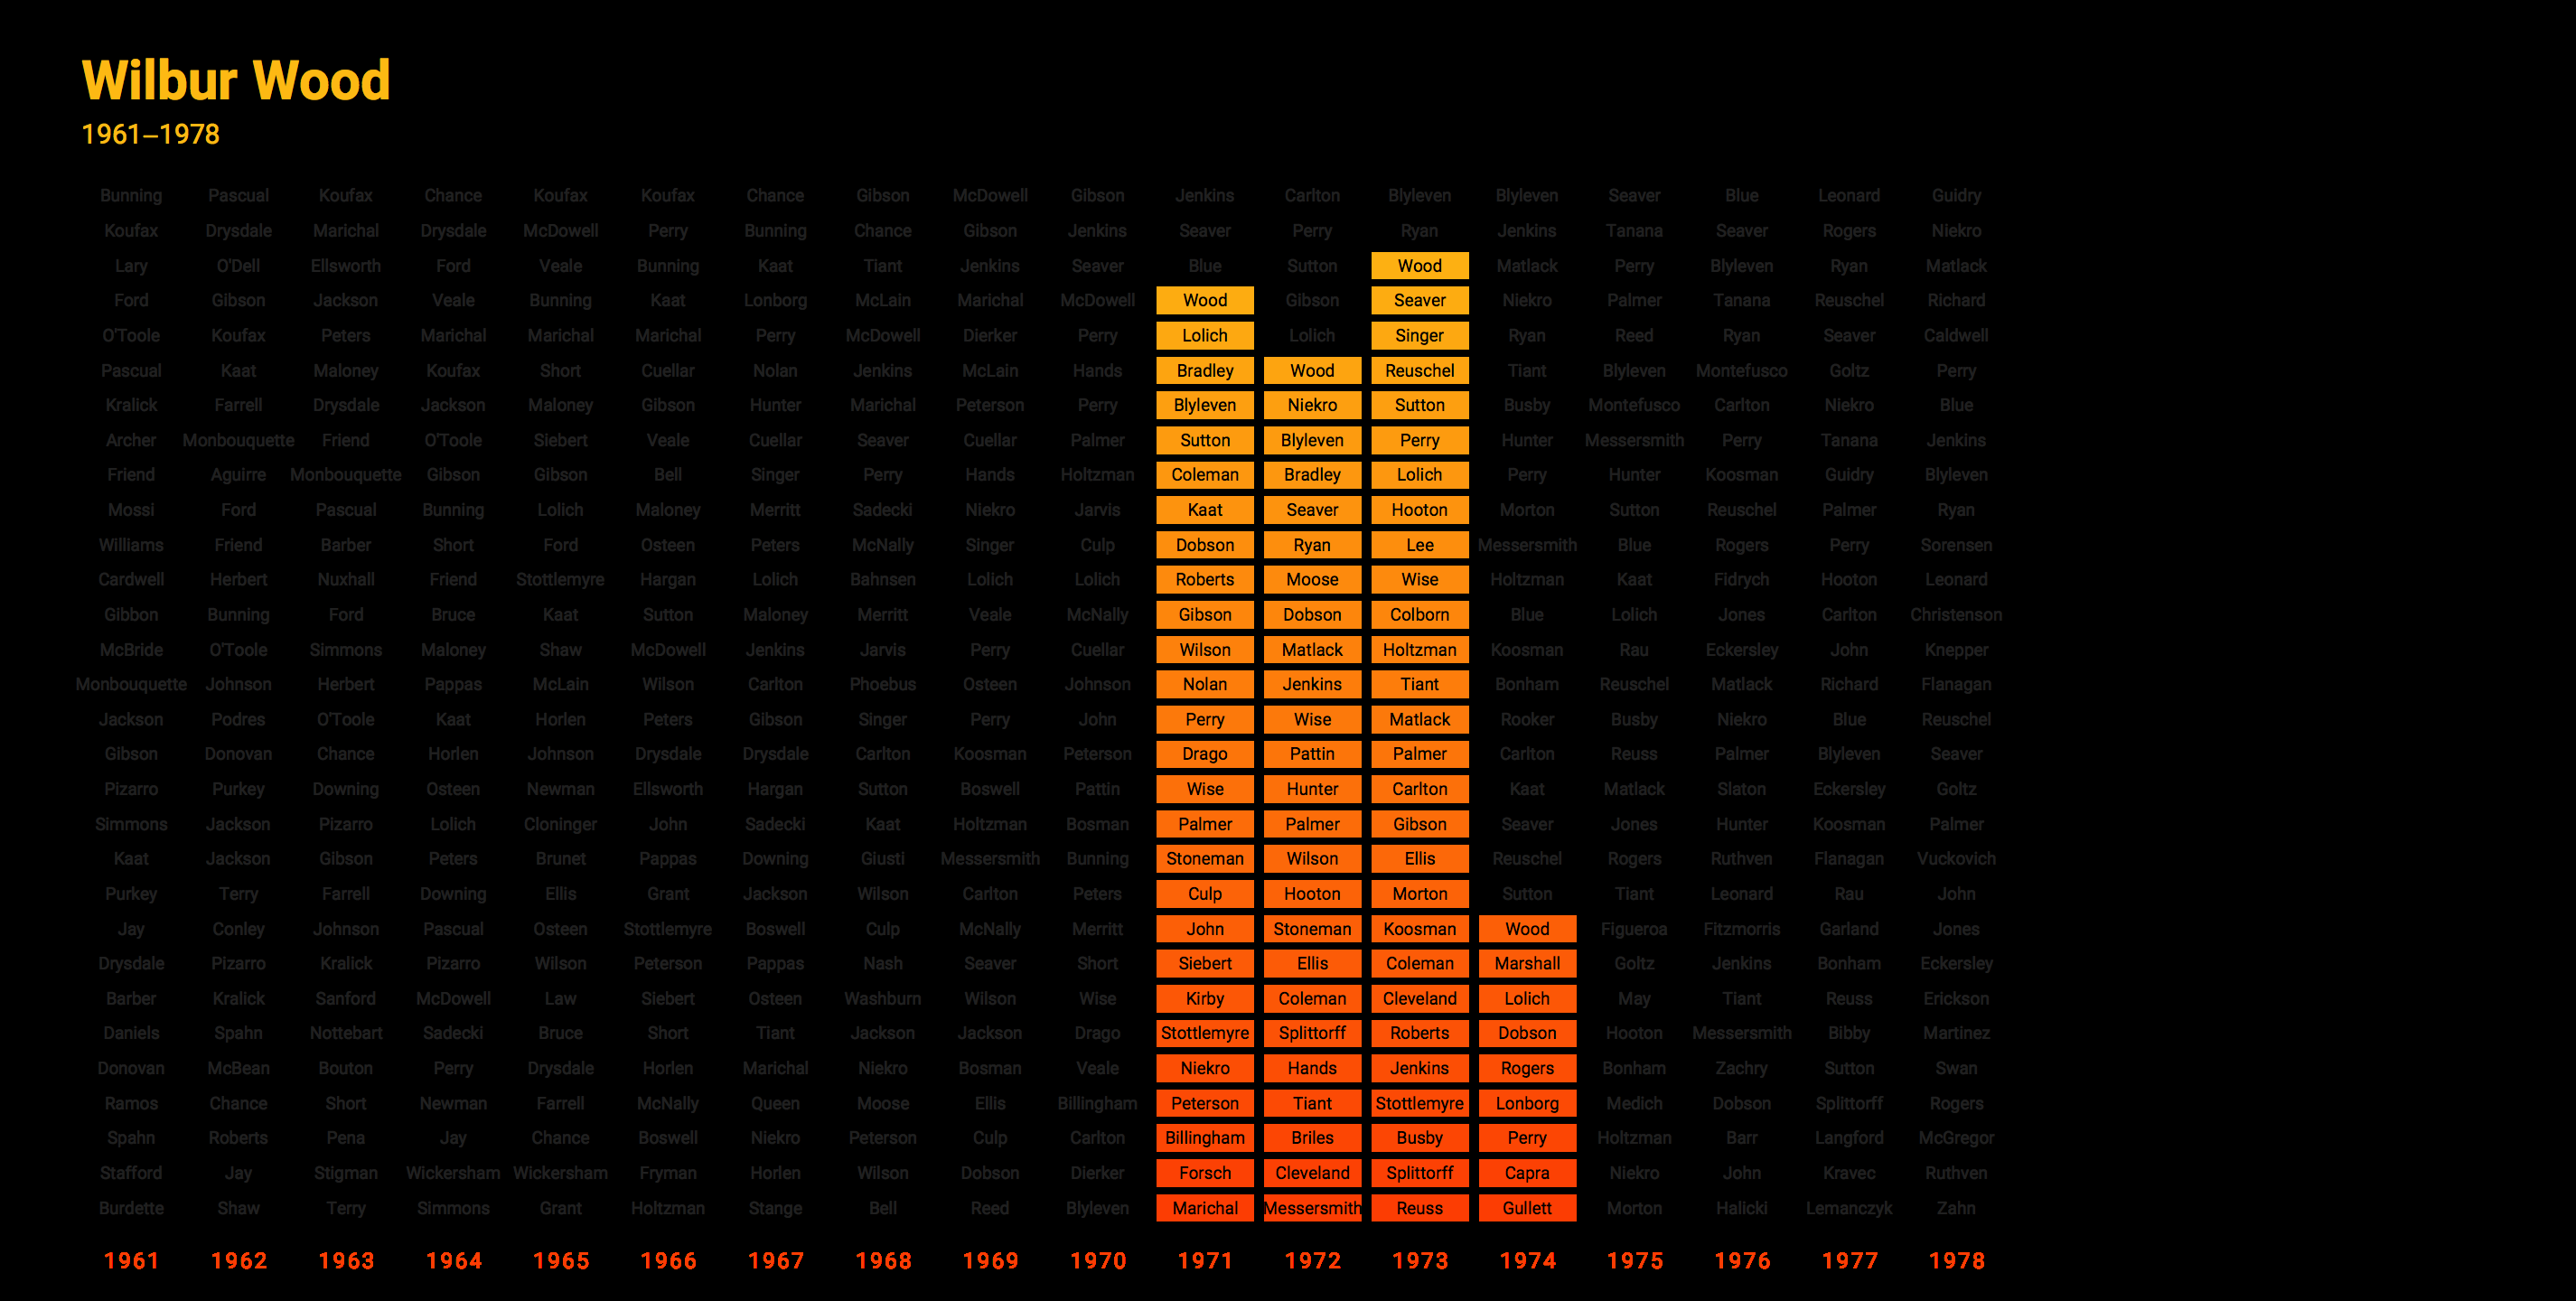 Wilbur Wood
1961–1978
Bunning Pascual Koufax Chance Koufax Koufax Chance Gibson McDowell Gibson Jenkins Carlton Blyleven Blyleven Seaver Blue Leonard Guidry
Koufax Drysdale Marichal Drysdale McDowell Perry Bunning Chance Gibson Jenkins Seaver Perry Ryan Jenkins Tanana Seaver Rogers Niekro
Lary O'Dell Ellsworth Ford Veale Bunning Kaat Tiant Jenkins Seaver Blue Sutton Wood Matlack Perry Blyleven Ryan Matlack
Ford Gibson Jackson Veale Bunning Kaat Lonborg McLain Marichal McDowell Wood Gibson Seaver Niekro Palmer Tanana Reuschel Richard
O'Toole Koufax Peters Marichal Marichal Marichal Perry McDowell Dierker Perry Lolich Lolich Singer Ryan Reed Ryan Seaver Caldwell
Pascual Kaat Maloney Koufax Short Cuellar Nolan Jenkins McLain Hands Bradley Wood Reuschel Tiant Blyleven Montefusco Goltz Perry
Kralick Farrell Drysdale Jackson Maloney Gibson Hunter Marichal Peterson Perry Blyleven Niekro Sutton Busby Montefusco Carlton Niekro Blue
Archer Monbouquette Friend O'Toole Siebert Veale Cuellar Seaver Cuellar Palmer Sutton Blyleven Perry Hunter Messersmith Perry Tanana Jenkins
Friend Aguirre Monbouquette Gibson Gibson Bell Singer Perry Hands Holtzman Coleman Bradley Lolich Perry Hunter Koosman Guidry Blyleven
Mossi Ford Pascual Bunning Lolich Maloney Merritt Sadecki Niekro Jarvis Kaat Seaver Hooton Morton Sutton Reuschel Palmer Ryan
Williams Friend Barber Short Ford Osteen Peters McNally Singer Culp Dobson Ryan Lee Messersmith Blue Rogers Perry Sorensen
Cardwell Herbert Nuxhall Friend Stottlemyre Hargan Lolich Bahnsen Lolich Lolich Roberts Moose Wise Holtzman Kaat Fidrych Hooton Leonard
Gibbon Bunning Ford Bruce Kaat Sutton Maloney Merritt Veale McNally Gibson Dobson Colborn Blue Lolich Jones Carlton Christenson
McBride O'Toole Simmons Maloney Shaw McDowell Jenkins Jarvis Perry Cuellar Wilson Matlack Holtzman Koosman Rau Eckersley John Knepper
Monbouquette Johnson Herbert Pappas McLain Wilson Carlton Phoebus Osteen Johnson Nolan Jenkins Tiant Bonham Reuschel Matlack Richard Flanagan
Jackson Podres O'Toole Kaat Horlen Peters Gibson Singer Perry John Perry Wise Matlack Rooker Busby Niekro Blue Reuschel
Gibson Donovan Chance Horlen Johnson Drysdale Drysdale Carlton Koosman Peterson Drago Pattin Palmer Carlton Reuss Palmer Blyleven Seaver
Pizarro Purkey Downing Osteen Newman Ellsworth Hargan Sutton Boswell Pattin Wise Hunter Carlton Kaat Matlack Slaton Eckersley Goltz
Simmons Jackson Pizarro Lolich Cloninger John Sadecki Kaat Holtzman Bosman Palmer Palmer Gibson Seaver Jones Hunter Koosman Palmer
Kaat Jackson Gibson Peters Brunet Pappas Downing Giusti Messersmith Bunning Stoneman Wilson Ellis Reuschel Rogers Ruthven Flanagan Vuckovich
Purkey Terry Farrell Downing Ellis Grant Jackson Wilson Carlton Peters Culp Hooton Morton Sutton Tiant Leonard Rau John
Jay Conley Johnson Pascual Osteen Stottlemyre Boswell Culp McNally Merritt John Stoneman Koosman Wood Figueroa Fitzmorris Garland Jones
Drysdale Pizarro Kralick Pizarro Wilson Peterson Pappas Nash Seaver Short Siebert Ellis Coleman Marshall Goltz Jenkins Bonham Eckersley
Barber Kralick Sanford McDowell Law Siebert Osteen Washburn Wilson Wise Kirby Coleman Cleveland Lolich May Tiant Reuss Erickson
Daniels Spahn Nottebart Sadecki Bruce Short Tiant Jackson Jackson Drago Stottlemyre Splittorff Roberts Dobson Hooton Messersmith Bibby Martinez
Donovan McBean Bouton Perry Drysdale Horlen Marichal Niekro Bosman Veale Niekro Hands Jenkins Rogers Bonham Zachry Sutton Swan
Ramos Chance Short Newman Farrell McNally Queen Moose Ellis Billingham Peterson Tiant Stottlemyre Lonborg Medich Dobson Splittorff Rogers
Spahn Roberts Pena Jay Chance Boswell Niekro Peterson Culp Carlton Billingham Briles Busby Perry Holtzman Barr Langford McGregor
Stafford Jay Stigman Wickersham Wickersham Fryman Horlen Wilson Dobson Dierker Forsch Cleveland Splittorff Capra Niekro John Kravec Ruthven
Burdette Shaw Terry Simmons Grant Holtzman Stange Bell Reed Blyleven Marichal Messersmith Reuss Gullett Morton Halicki Lemanczyk Zahn
1961 1962 1963 1964 1965 1966 1967 1968 1969 1970 1971 1972 1973 1974 1975 1976 1977 1978